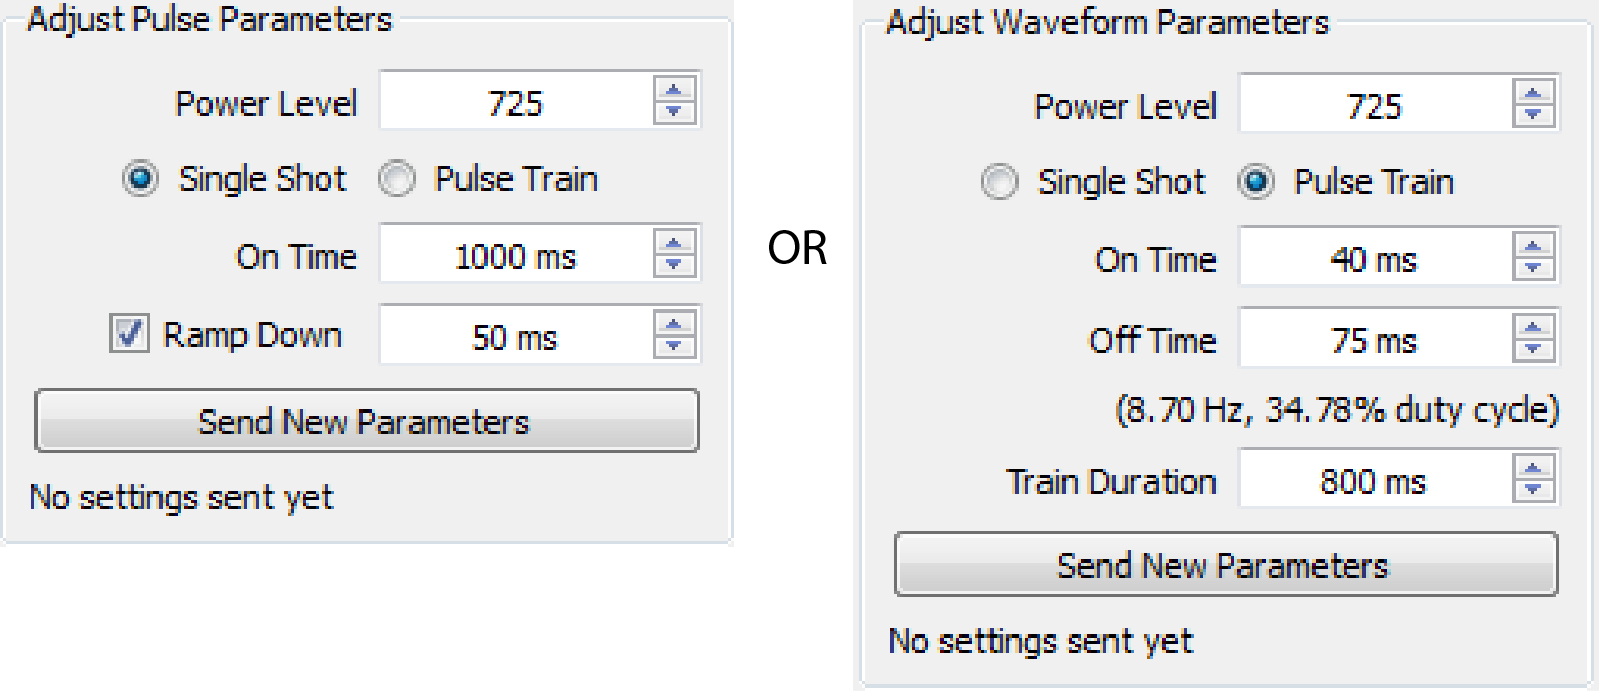 Adjust Pulse Parameters
Power Level 725
Single Shot Pulse Train
On Time 1000 ms
Ramp Down 50 ms
Send New Parameters
No settings sent yet
OR
Adjust Waveform Parameters
Power Level 725
Single Shot Pulse Train
On Time 40 ms
Off Time 75 ms
(8.70 Hz, 34.78% duty cycle)
Train Duration 800 ms
Send New Parameters
No settings sent yet